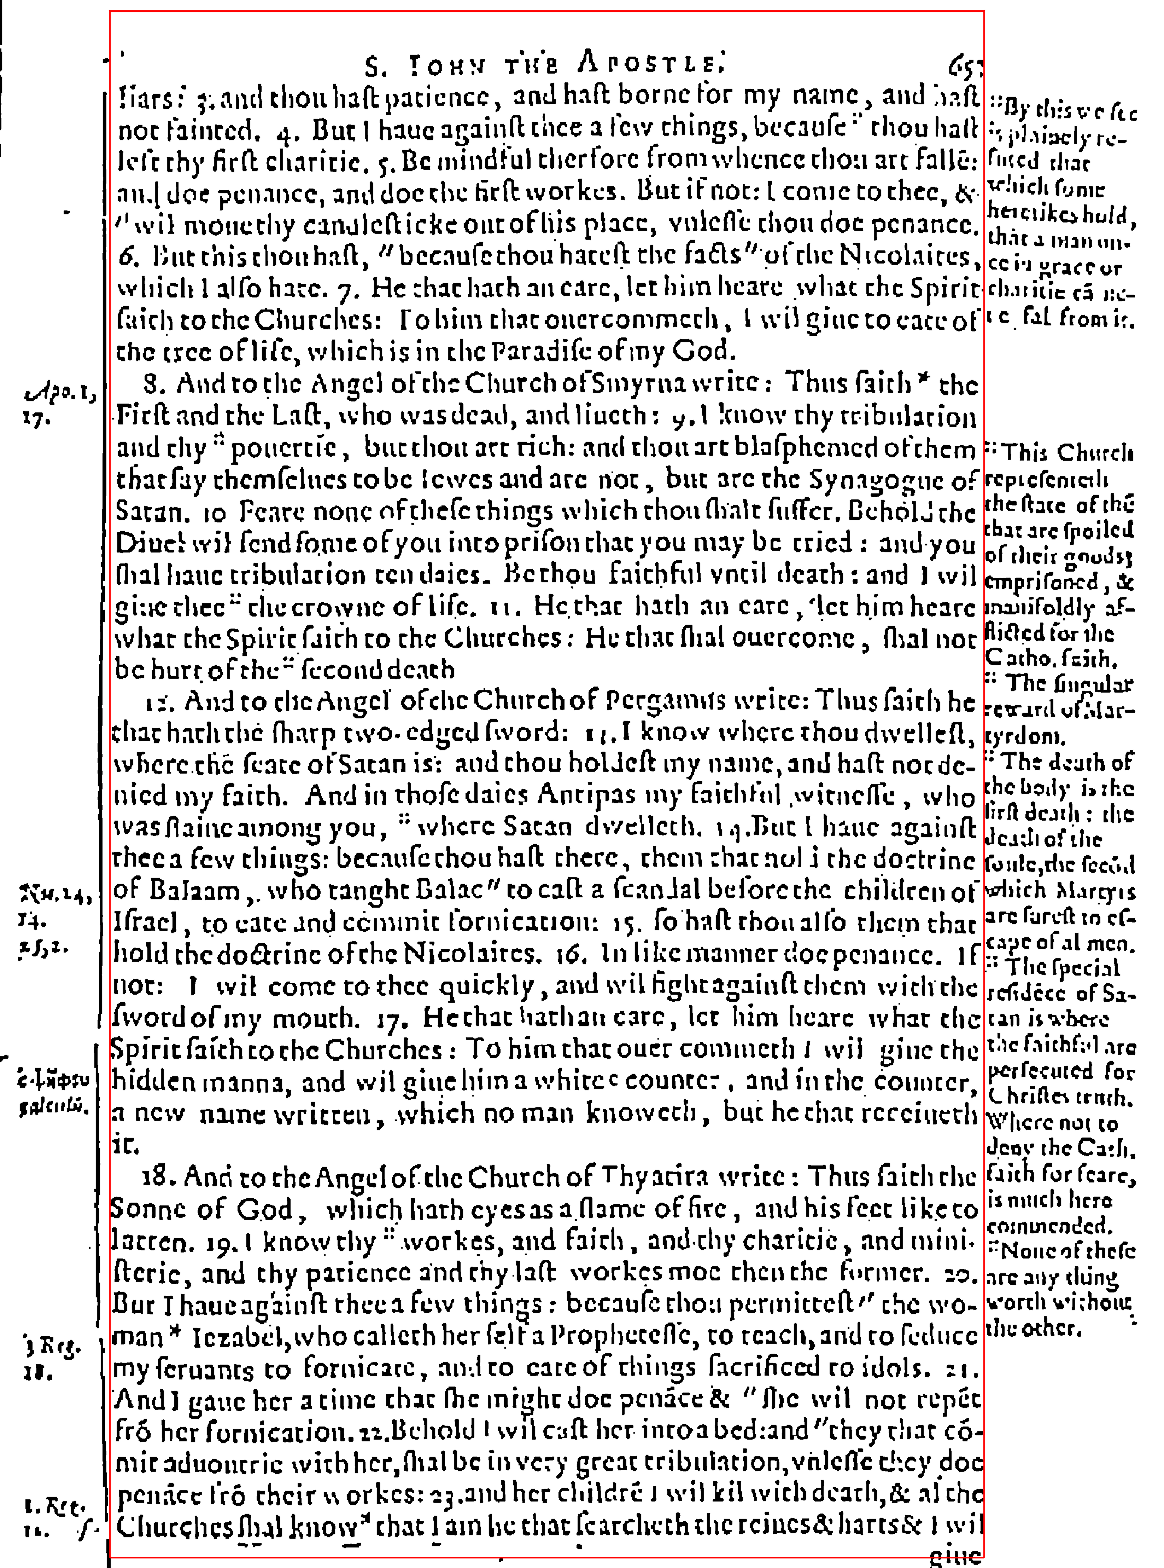 S. IOHN THE APOSTLE.
liars: 3. and thou hast patience, and hast borne for my name, and hast
not fainted. 4. But I haue against thee a few things, because " thou hast
left thy first charitie. 5. Be mindful therfore from whence thou art fallē:
and doe penance, and doe the first workes. But if not: I come to thee, &
" wil moue thy candlesticke out of his place, vnlesse thou doe penance.
6. But this thou hast, " because thou hatest the facts " of the Nicolaites,
which I also hate. 7. He that hath an eare, let him heare what the Spirit
saith to the Churches: To him that ouercommeth, I wil giue to eate of
the tree of life, which is in the Paradise of my God.
8. And to the Angel of the Church of Smyrna write: Thus saith * the
First and the Last, who was dead, and liueth: 9. I know thy tribulation
and thy " pouertie, but thou art rich: and thou art blasphemed of them
that say themselues to be Iewes and are not, but are the Synagogue of
Satan. 10 Feare none of these things which thou shalt suffer. Behold the
Diuel wil send some of you into prison that you may be tried: and you
shal haue tribulation ten daies. Be thou faithful vntil death: and I wil
giue thee " the crowne of life. 11. He that hath an eare, let him heare
what the Spirit saith to the Churches: He that shal ouercome, shal not
be hurt of the " second death
12. And to the Angel of the Church of Pergamus write: Thus saith he
that hath the sharp two-edged sword: 13. I know where thou dwellest,
where the seate of Satan is: and thou holdest my name, and hast not de-
nied my faith. And in those daies Antipas my faithful witnesse, who
was slaine among you, " where Satan dwelleth. 14. But I haue against
thee a few things: because thou hast there, them that hold the doctrine
of Balaam, who taught Balac " to cast a scandal before the children of
Israel, to eate and commit fornication: 15. so hast thou also them that
hold the doctrine of the Nicolaites. 16. In like manner doe penance. If
not: I wil come to thee quickly, and wil fight against them with the
sword of my mouth. 17. He that hath an eare, let him heare what the
Spirit saith to the Churches: To him that ouercommeth I wil giue the
hidden manna, and wil giue him a white counter, and in the counter,
a new name written, which no man knoweth, but he that receiueth
it.
18. And to the Angel of the Church of Thyatira write: Thus saith the
Sonne of God, which hath eyes as a flame of fire, and his feet like to
latten. 19. I know thy " workes, and faith, and thy charitie, and mini-
sterie, and thy patience and thy last workes moe then the former. 20.
But I haue against thee a few things: because thou permittest " the wo-
man * Iezabel, who calleth her self a Prophetesse, to teach, and to seduce
my seruants to fornicate, and to eate of things sacrificed to idols. 21.
And I gaue her a time that she might doe penāce & " she wil not repēt
frō her fornication. 22. Behold I wil cast her into a bed: and " they that cō-
mit aduoutrie with her, shal be in very great tribulation, vnlesse they doe
penāce frō their workes: 23. and her childrē I wil kil with death, & al the
Churches shal know * that I am he that searcheth the reines & harts & I wil
giue
Apo. 1,
17.
Nu. 24,
14.
25, 2.
3 Reg.
18.
"By this we see
is plainely re-
futed that
which some
heretikes hold,
that a man on-
ce in grace or
charitie cā ne-
fal from it.
" This Church
representeth
the state of thē
that are spoiled
of their goods,
emprisoned, &
manifoldly af-
flicted for the
Catho. faith.
" The singular
reward of Mar-
tyrdom.
" The death of
the body is the
first death: the
death of the
soule, the secōd
which Martyrs
are surest to es-
cape of al men.
" The special
residēce of Sa-
tan is where
the faithful are
persecuted for
Christes truth.
Where not to
deny the Cath.
faith for feare,
is much here
commended.
"None of these
are any thing
worth without
the other.